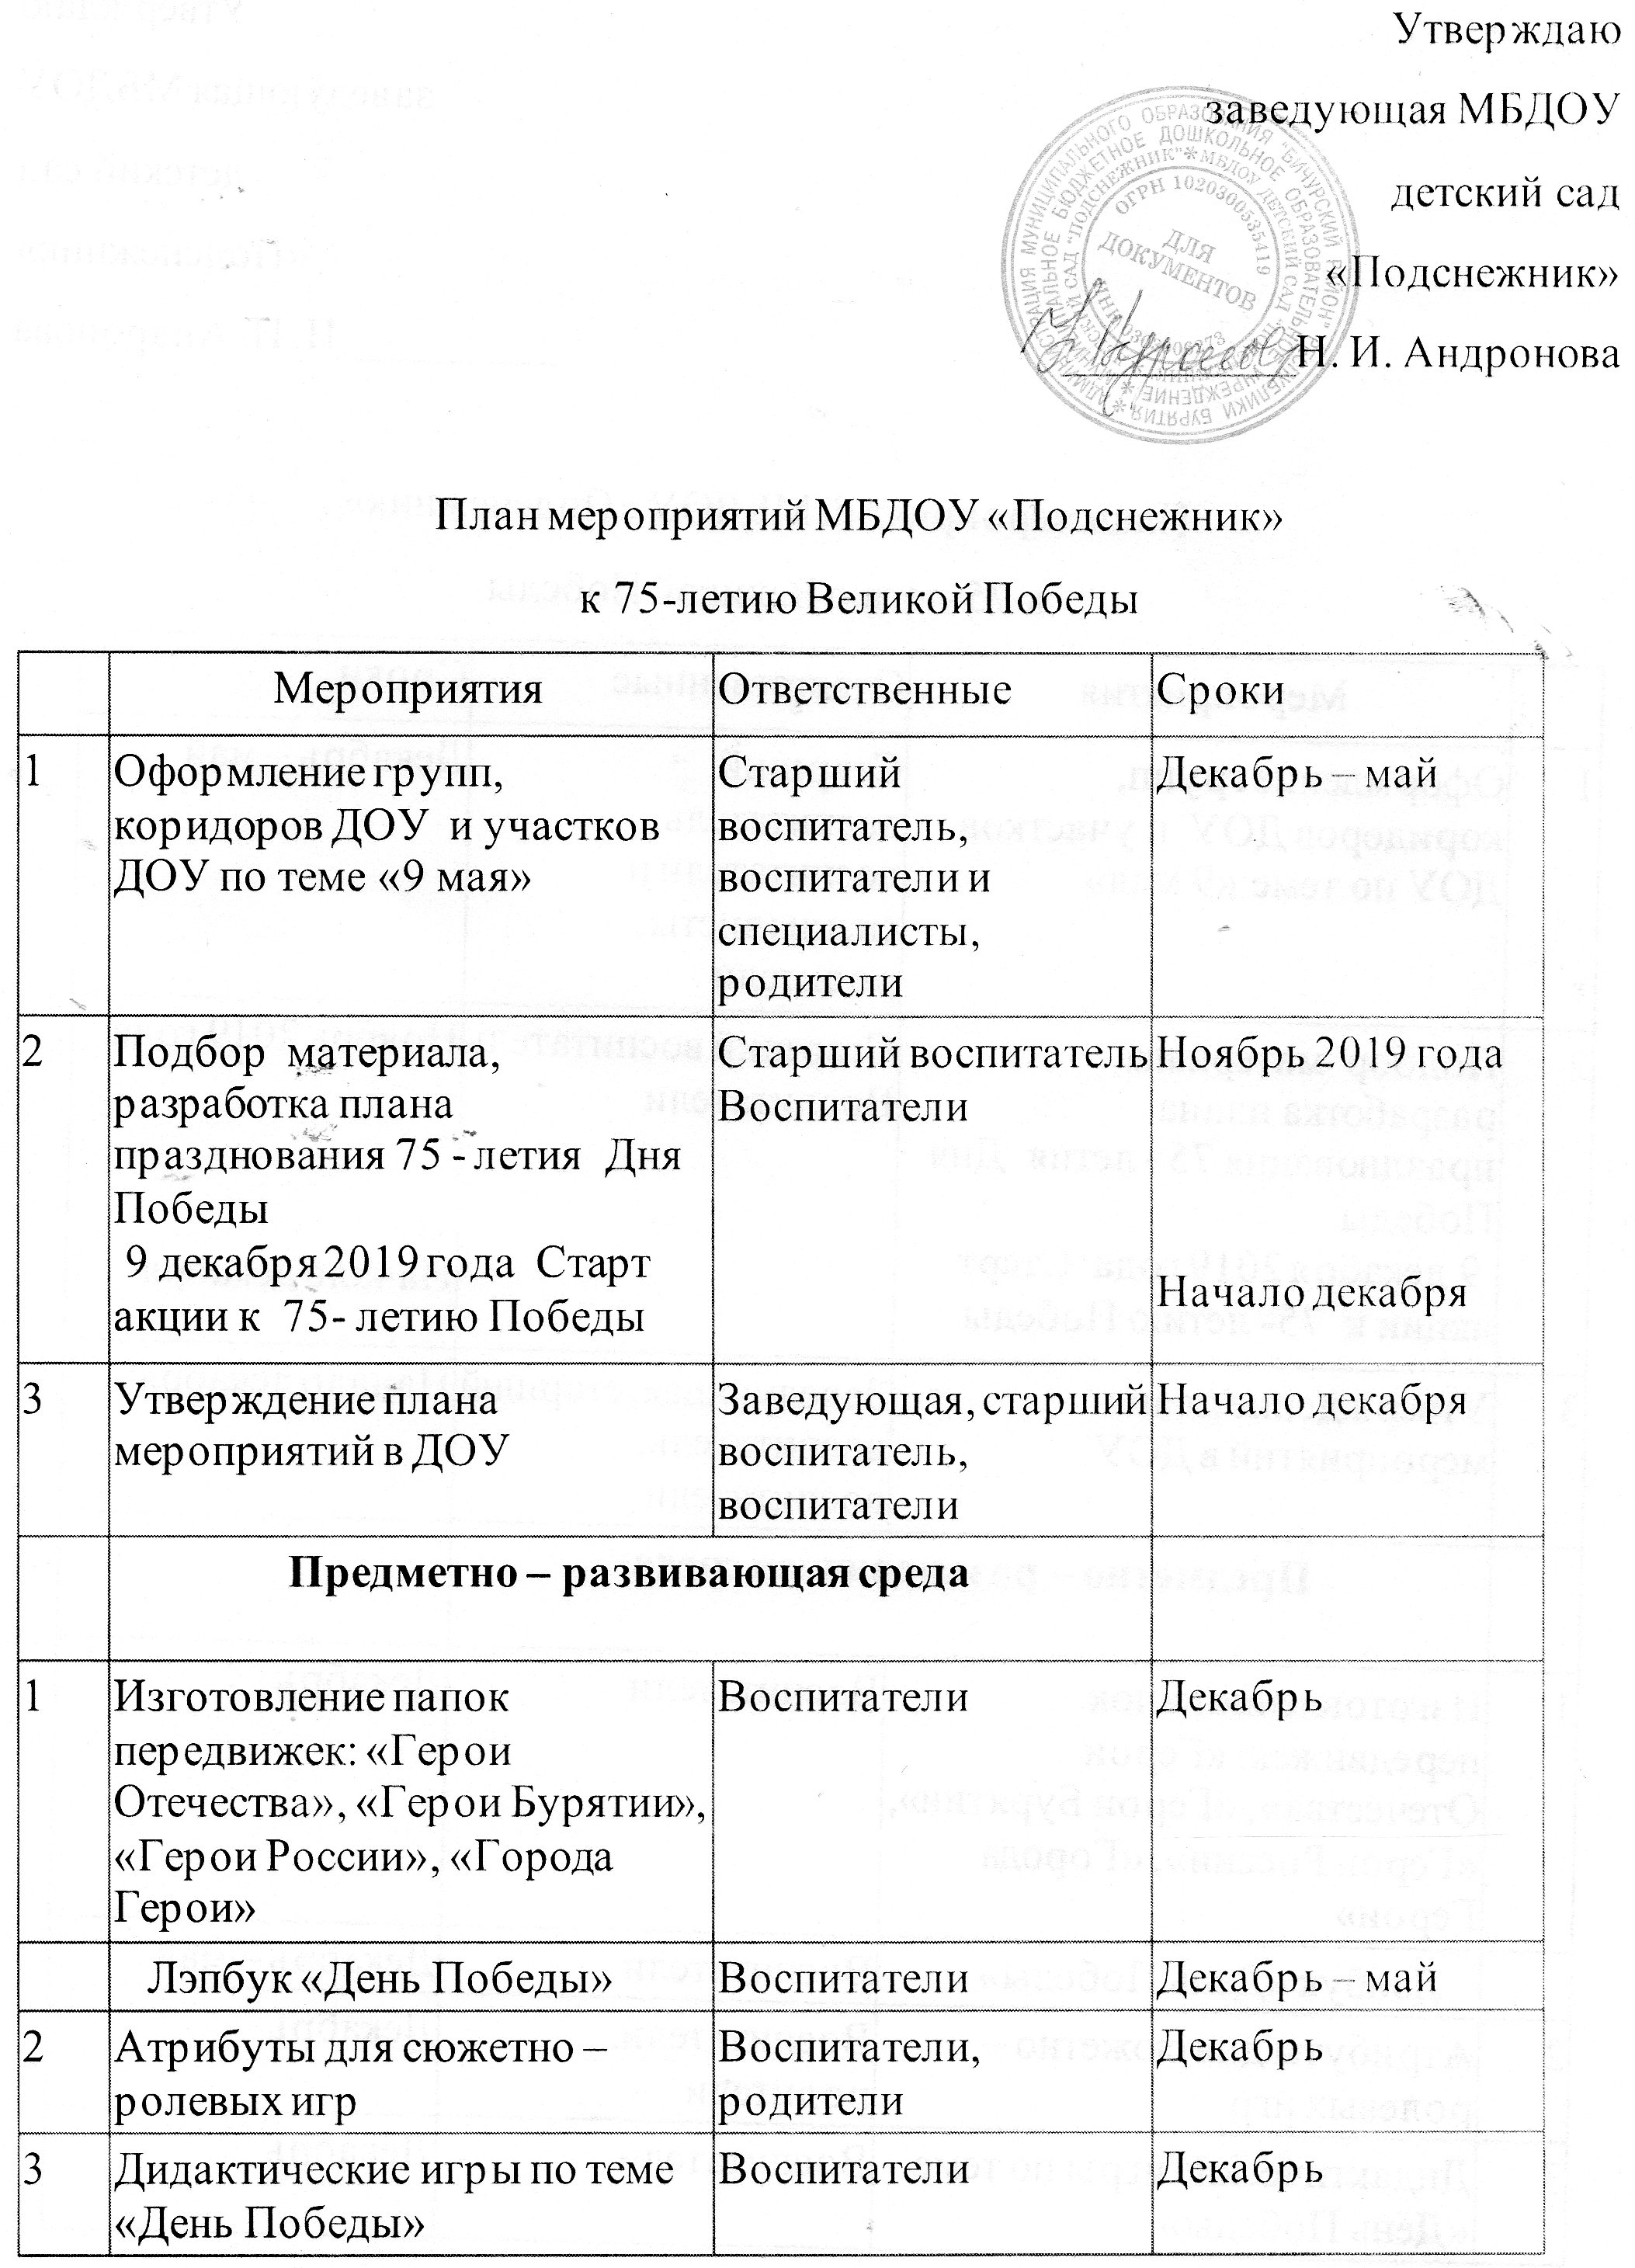 Утверждаю
заведующая МБДОУ
детский сад
«Подснежник»
Н. И. Андронова
ОГРН 1020300535419
ДЛЯ
ДОКУМЕНТОВ
План мероприятий МБДОУ «Подснежник»
к 75-летию Великой Победы
Мероприятия Ответственные Сроки
1 Оформление групп, Старший Декабрь – май
коридоров ДОУ и участков воспитатель,
ДОУ по теме «9 мая» воспитатели и
специалисты,
родители
2 Подбор материала, Старший воспитатель Ноябрь 2019 года
разработка плана Воспитатели
празднования 75 - летия Дня
Победы
9 декабря 2019 года Старт
акции к 75- летию Победы Начало декабря
3 Утверждение плана Заведующая, старший Начало декабря
мероприятий в ДОУ воспитатель,
воспитатели
Предметно – развивающая среда
1 Изготовление папок Воспитатели Декабрь
передвижек: «Герои
Отечества», «Герои Бурятии»,
«Герои России», «Города
Герои»
Лэпбук «День Победы» Воспитатели Декабрь – май
2 Атрибуты для сюжетно – Воспитатели, Декабрь
ролевых игр родители
3 Дидактические игры по теме Воспитатели Декабрь
«День Победы»